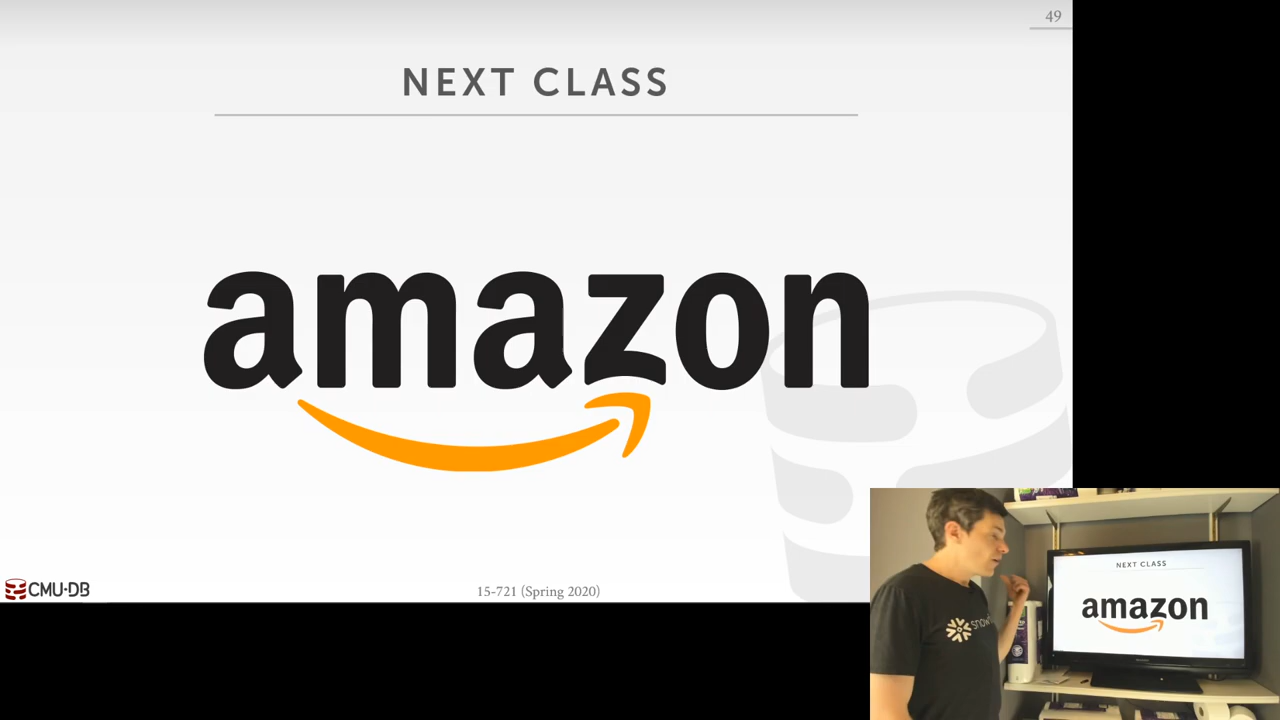 49
NEXT CLASS
amazon
CMU·DB
15-721 (Spring 2020)
NEXT CLASS
amazon